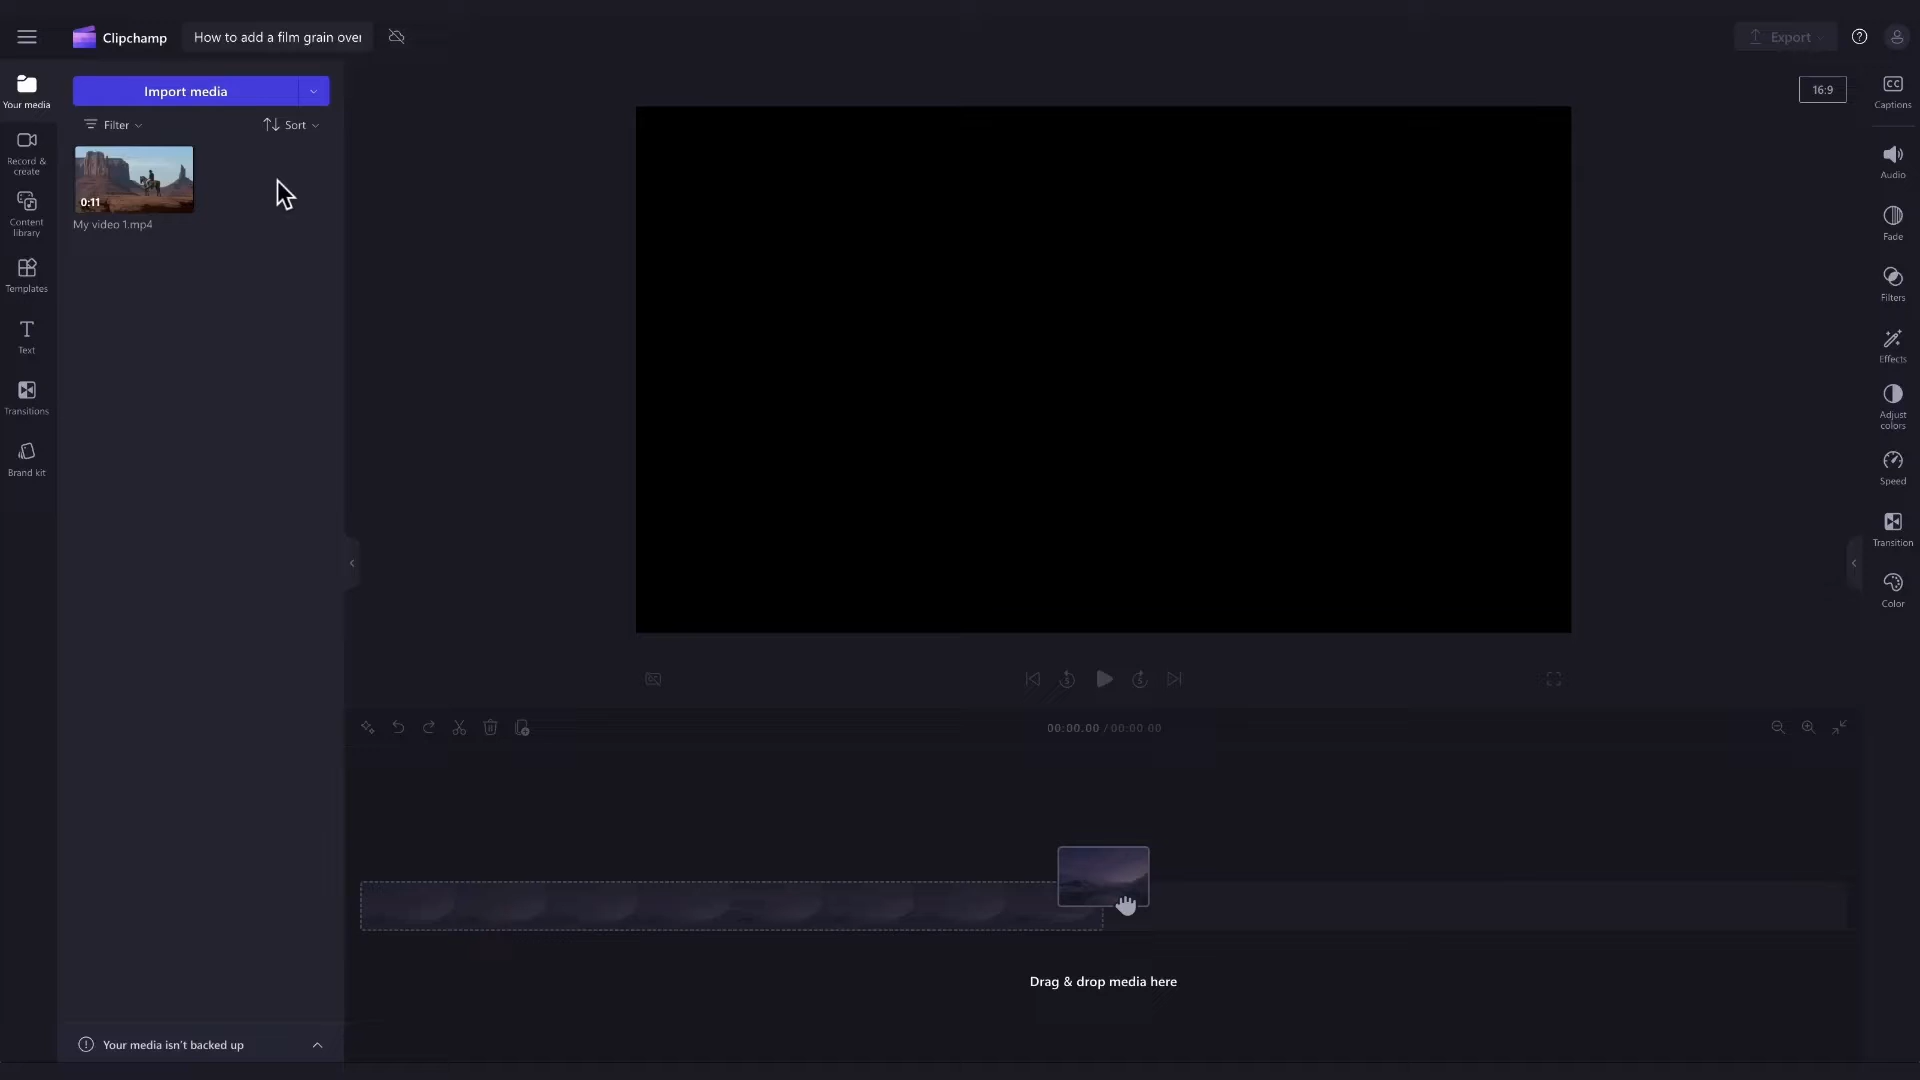 Clipchamp
How to add a film grain over
Export
Your media
Import media
16:9
Captions
Filter
Sort
Record &
create
Audio
0:11
My video 1.mp4
Content
library
Fade
Templates
Filters
Text
Effects
Transitions
Adjust
colors
Brand kit
Speed
Transition
Color
5
5
00:00.00 / 00:00.00
Drag & drop media here
Your media isn't backed up